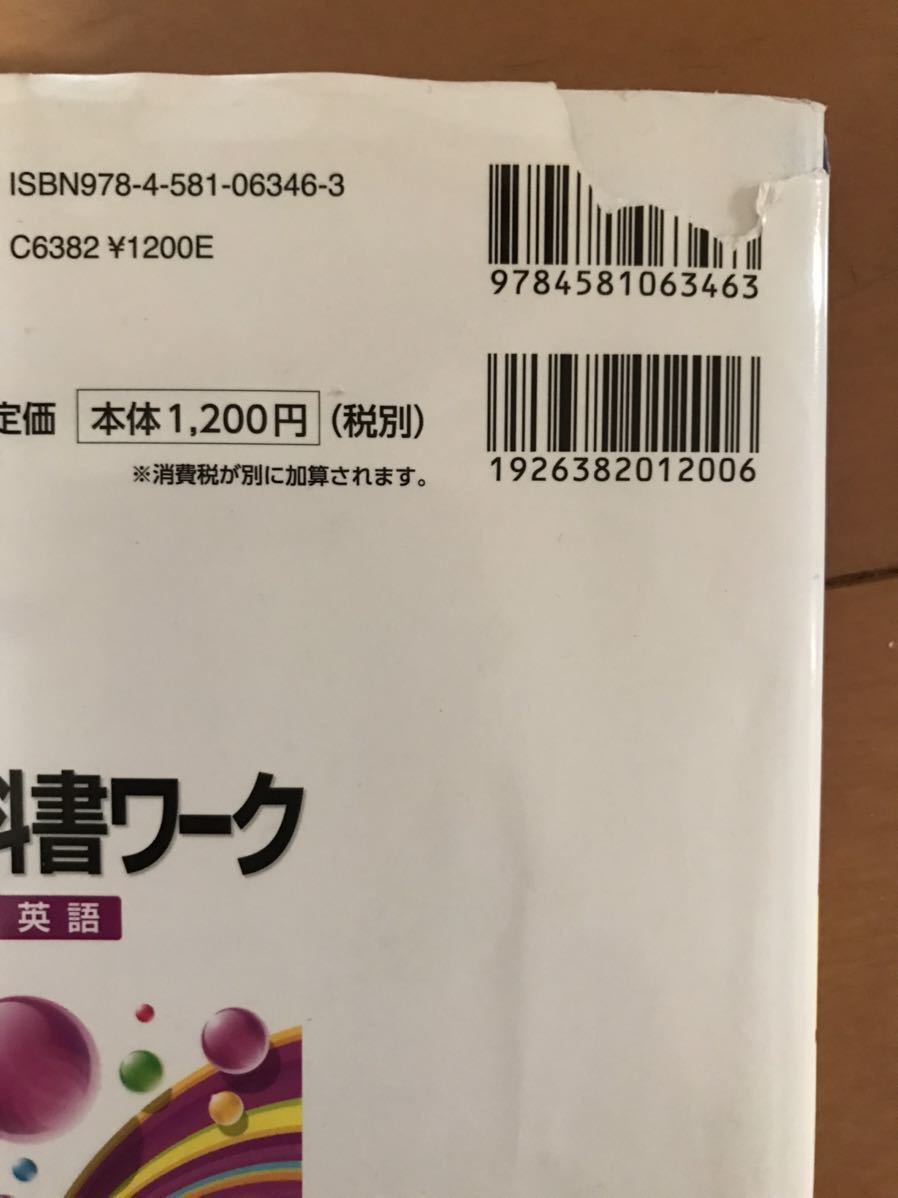 ISBN978-4-581-06346-3
C6382 ¥1200E
9784581063463
定価 本体1,200円 (税別)
※消費税が別に加算されます。
1926382012006
科書ワーク
英語